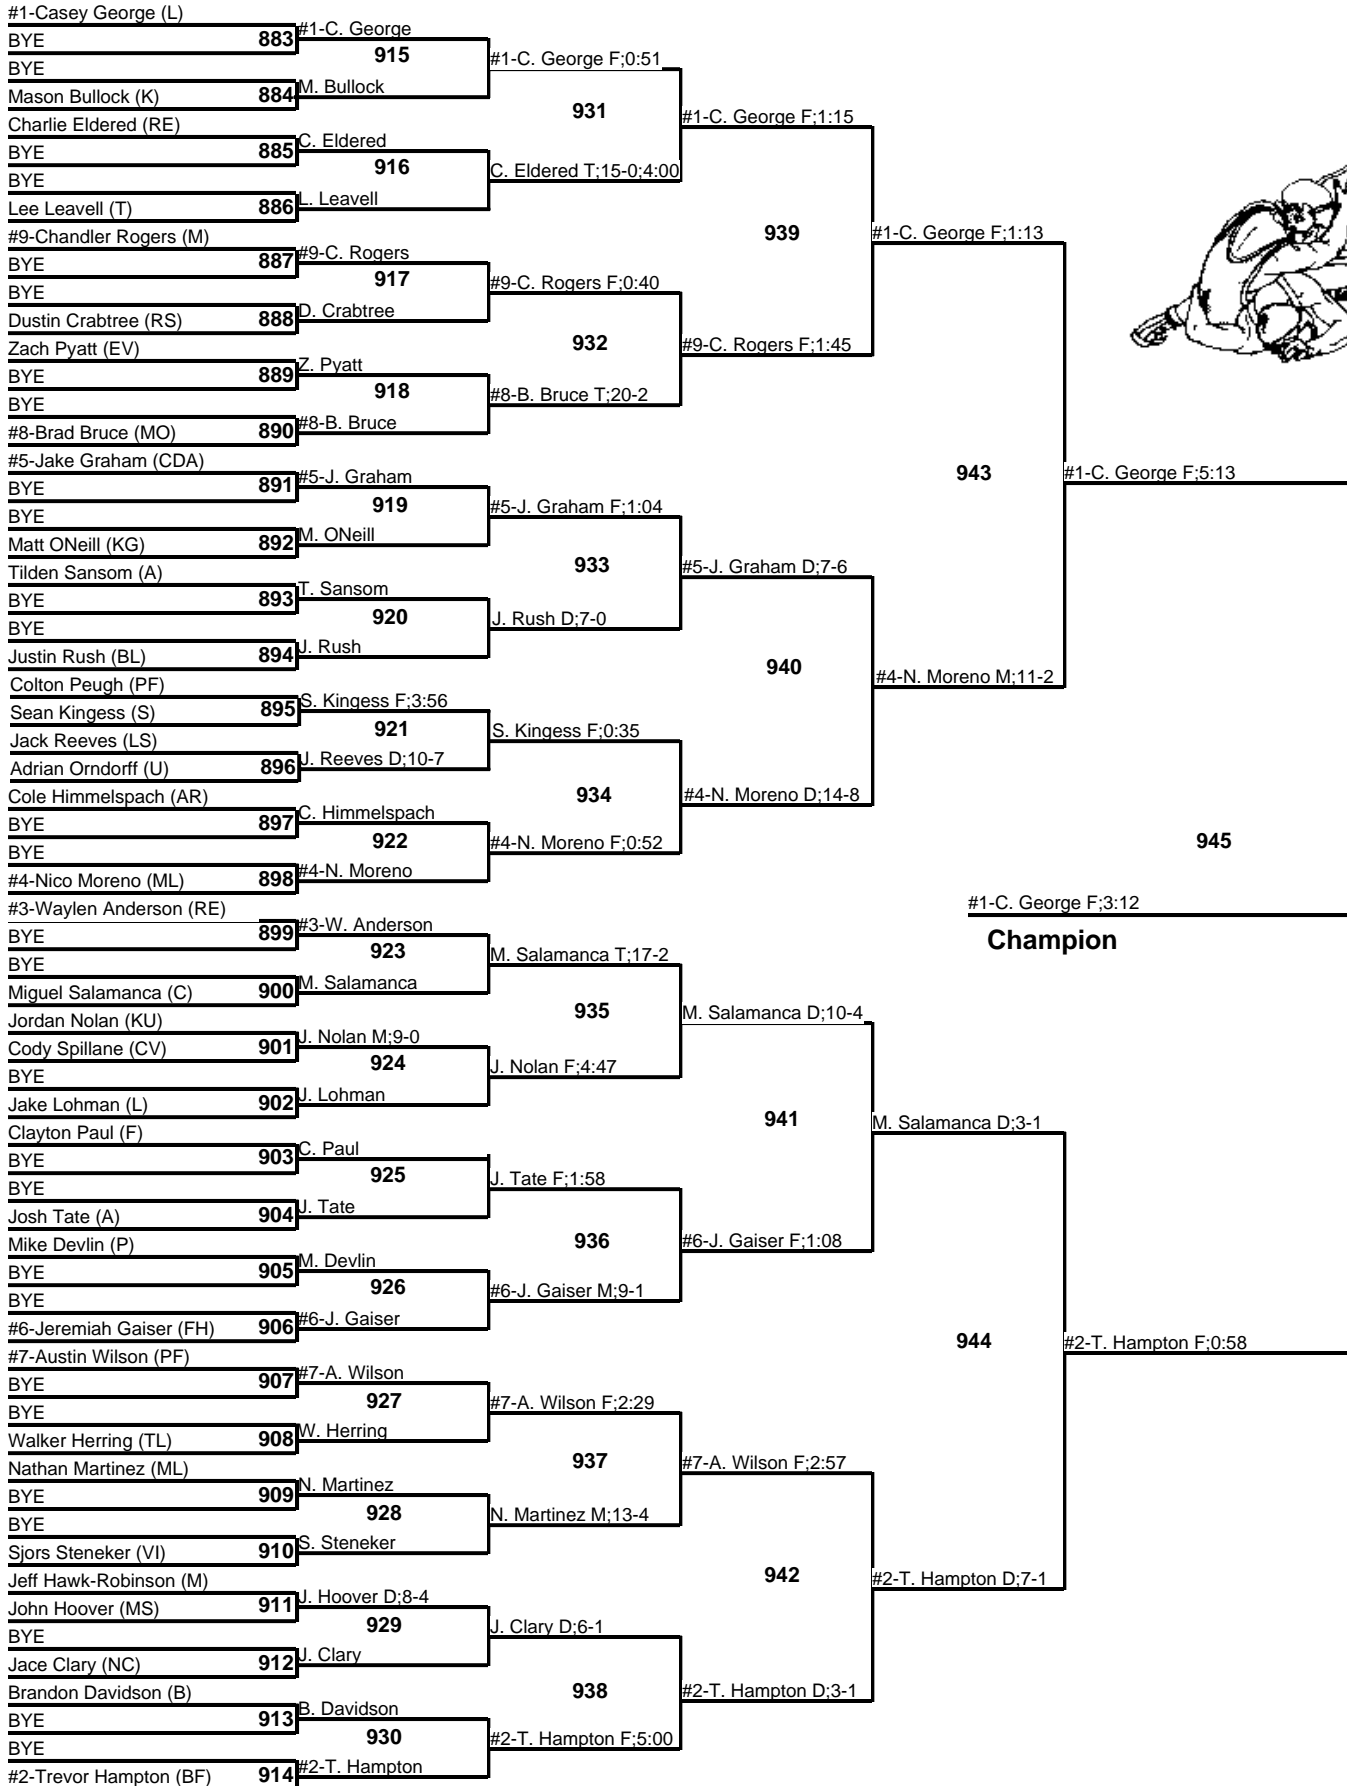 #1-Casey George (L)
BYE 883
BYE
Mason Bullock (K) 884
Charlie Eldered (RE)
BYE 885
BYE
Lee Leavell (T) 886
#9-Chandler Rogers (M)
BYE 887
BYE
Dustin Crabtree (RS) 888
Zach Pyatt (EV)
BYE 889
BYE
#8-Brad Bruce (MO) 890
#5-Jake Graham (CDA)
BYE 891
BYE
Matt ONeill (KG) 892
Tilden Sansom (A)
BYE 893
BYE
Justin Rush (BL) 894
Colton Peugh (PF)
Sean Kingess (S) 895
Jack Reeves (LS)
Adrian Orndorff (U) 896
Cole Himmelspach (AR)
BYE 897
BYE
#4-Nico Moreno (ML) 898
#3-Waylen Anderson (RE)
BYE 899
BYE
Miguel Salamanca (C) 900
Jordan Nolan (KU)
Cody Spillane (CV) 901
BYE
Jake Lohman (L) 902
Clayton Paul (F)
BYE 903
BYE
Josh Tate (A) 904
Mike Devlin (P)
BYE 905
BYE
#6-Jeremiah Gaiser (FH) 906
#7-Austin Wilson (PF)
BYE 907
BYE
Walker Herring (TL) 908
Nathan Martinez (ML)
BYE 909
BYE
Sjors Steneker (VI) 910
Jeff Hawk-Robinson (M)
John Hoover (MS) 911
BYE
Jace Clary (NC) 912
Brandon Davidson (B)
BYE 913
BYE
#2-Trevor Hampton (BF) 914
#1-C. George
915
M. Bullock
C. Eldered
916
L. Leavell
#9-C. Rogers
917
D. Crabtree
Z. Pyatt
918
#8-B. Bruce
#5-J. Graham
919
M. ONeill
T. Sansom
920
J. Rush
S. Kingess F;3:56
921
J. Reeves D;10-7
C. Himmelspach
922
#4-N. Moreno
#3-W. Anderson
923
M. Salamanca
J. Nolan M;9-0
924
J. Lohman
C. Paul
925
J. Tate
M. Devlin
926
#6-J. Gaiser
#7-A. Wilson
927
W. Herring
N. Martinez
928
S. Steneker
J. Hoover D;8-4
929
J. Clary
B. Davidson
930
#2-T. Hampton
#1-C. George F;0:51
931
C. Eldered T;15-0;4:00
#9-C. Rogers F;0:40
932
#8-B. Bruce T;20-2
#5-J. Graham F;1:04
933
J. Rush D;7-0
S. Kingess F;0:35
934
#4-N. Moreno F;0:52
M. Salamanca T;17-2
935
J. Nolan F;4:47
J. Tate F;1:58
936
#6-J. Gaiser M;9-1
#7-A. Wilson F;2:29
937
N. Martinez M;13-4
J. Clary D;6-1
938
#2-T. Hampton F;5:00
#1-C. George F;1:15
939
#9-C. Rogers F;1:45
#5-J. Graham D;7-6
940
#4-N. Moreno D;14-8
M. Salamanca D;10-4
941
#6-J. Gaiser F;1:08
#7-A. Wilson F;2:57
942
#2-T. Hampton D;3-1
#1-C. George F;1:13
943
#4-N. Moreno M;11-2
M. Salamanca D;3-1
944
#2-T. Hampton D;7-1
#1-C. George F;5:13
945
#2-T. Hampton F;0:58
#1-C. George F;3:12
Champion